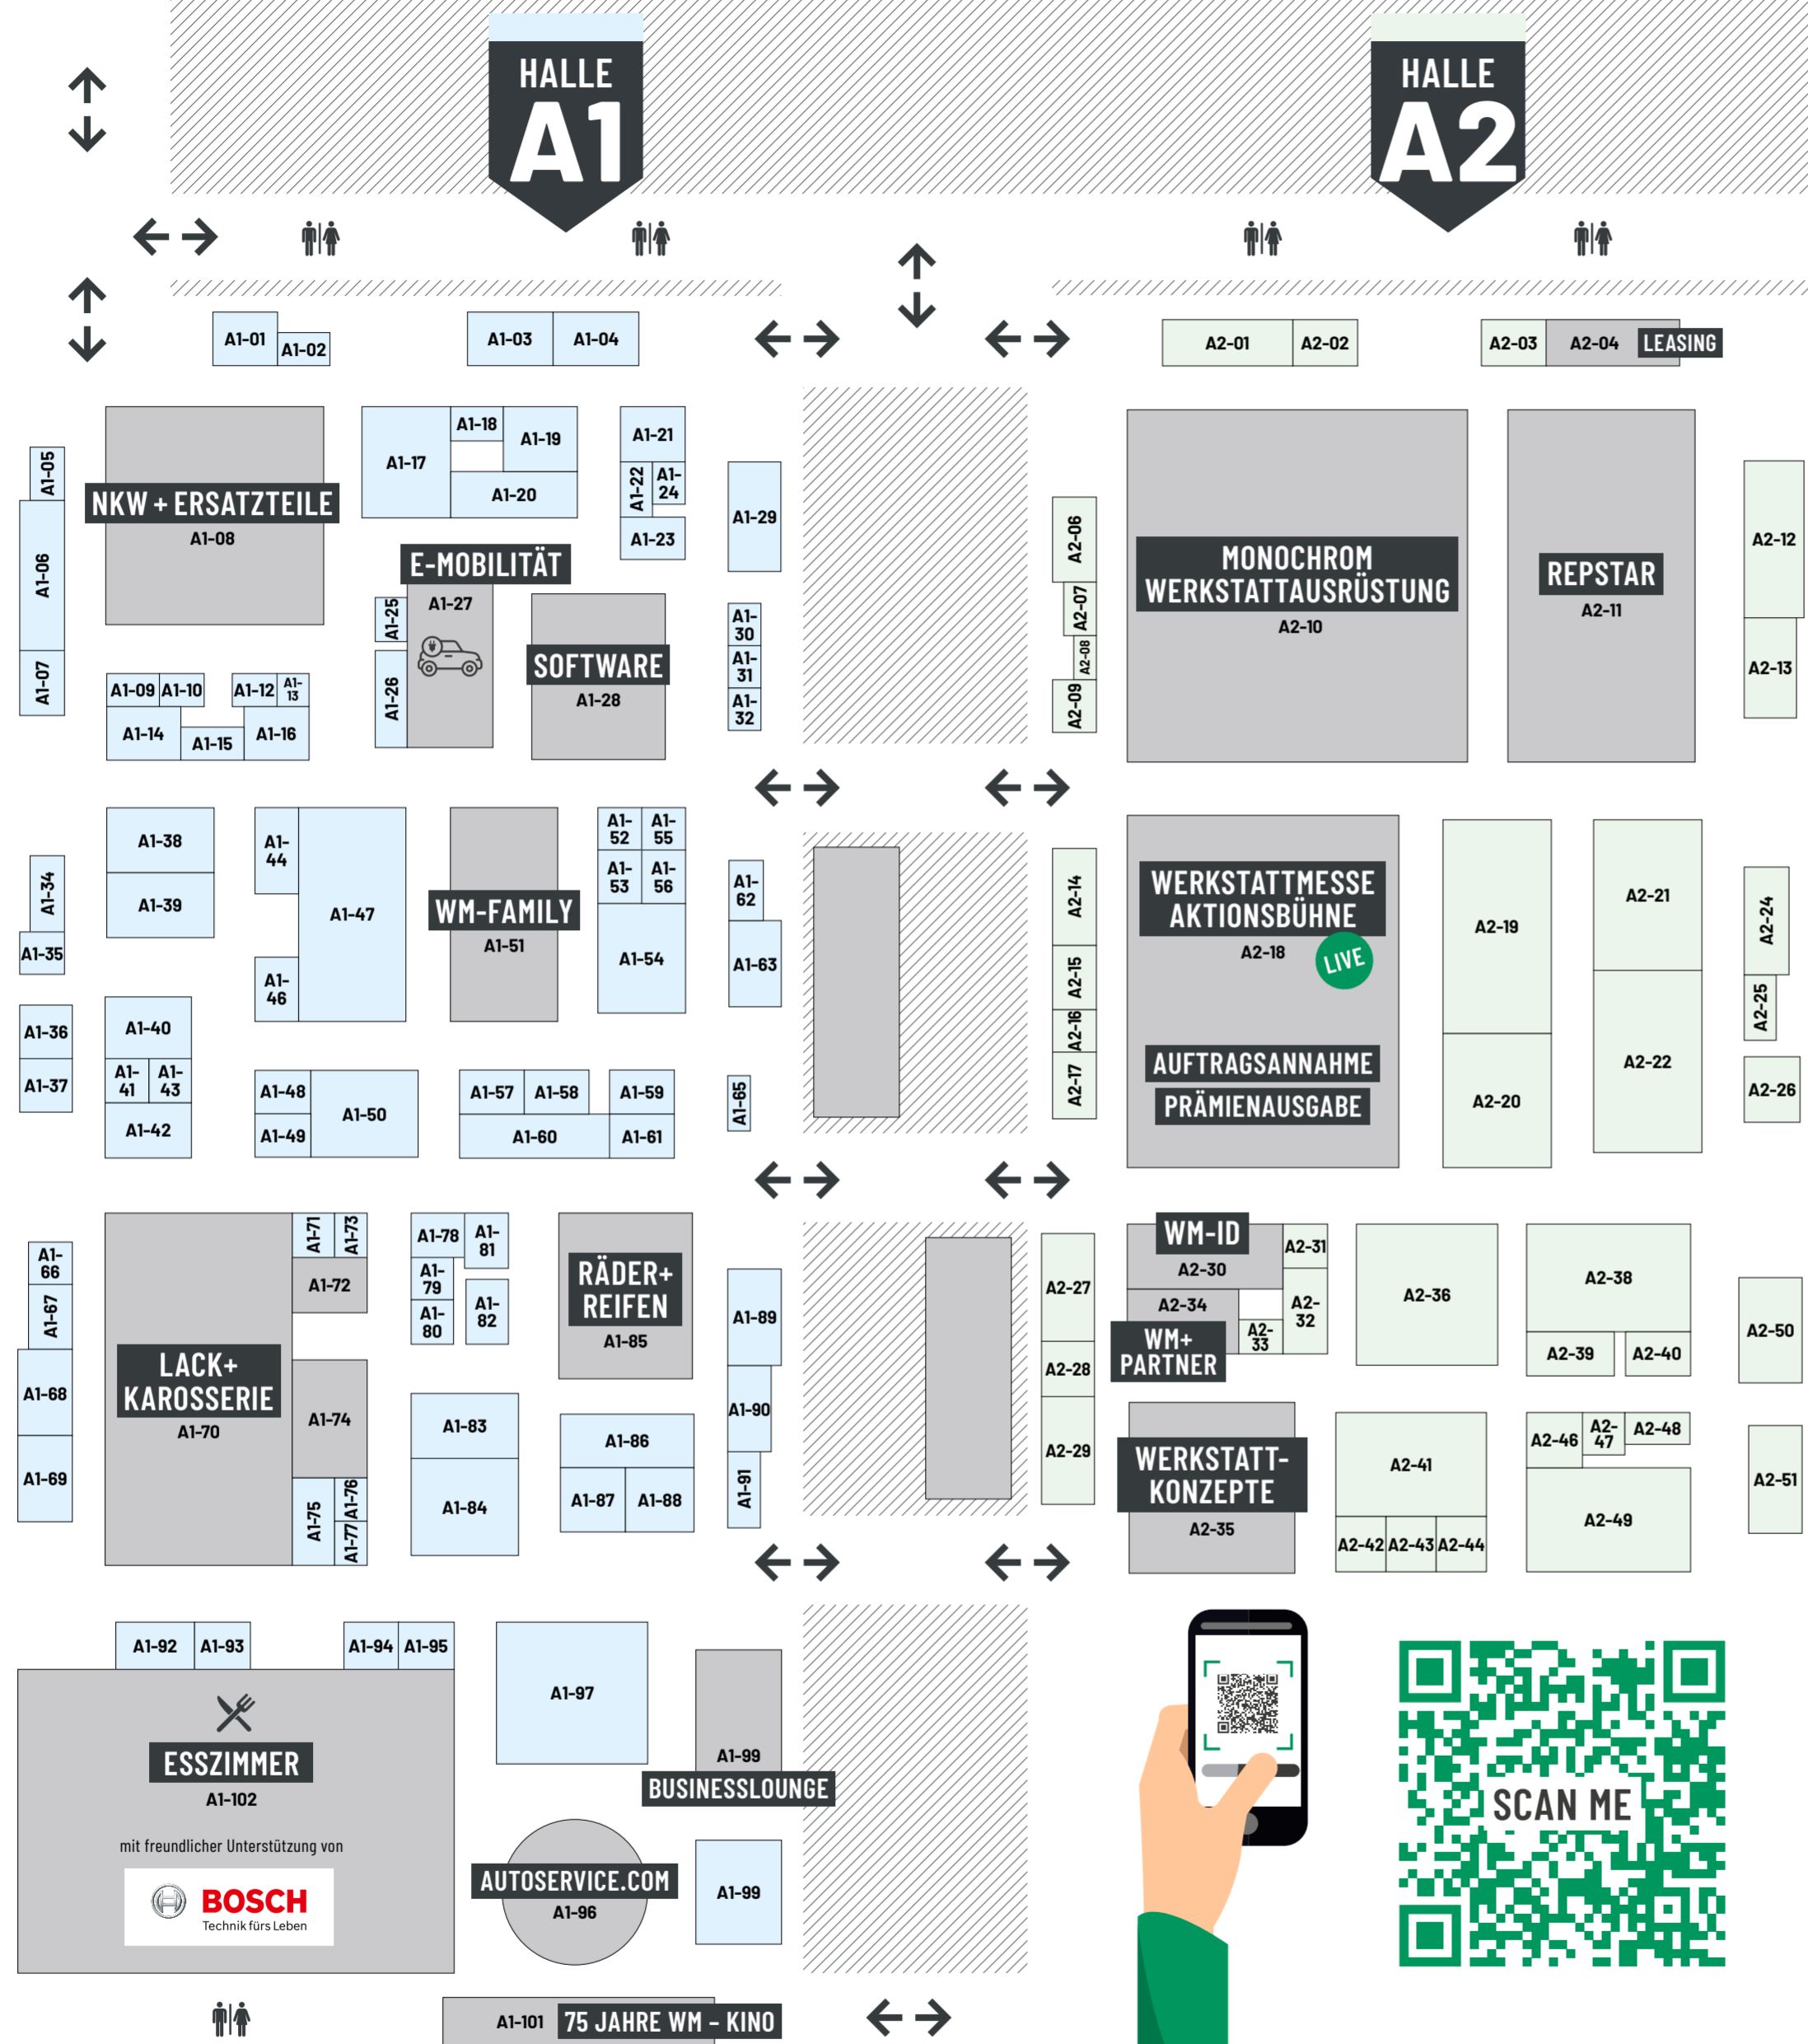 HALLE
A1
HALLE
A2
A1-01
A1-02
A1-03
A1-04
A2-01
A2-02
A2-03
A2-04
LEASING
A1-05
A1-06
A1-07
NKW + ERSATZTEILE
A1-08
A1-09
A1-10
A1-12
A1-
13
A1-14
A1-15
A1-16
A1-17
A1-18
A1-19
A1-20
A1-21
A1-22
A1-
24
A1-23
E-MOBILITÄT
A1-25
A1-26
A1-27
SOFTWARE
A1-28
A1-29
A1-
30
A1-
31
A1-
32
A2-06
A2-07
A2-08
A2-09
MONOCHROM
WERKSTATTAUSRÜSTUNG
A2-10
REPSTAR
A2-11
A2-12
A2-13
A1-34
A1-35
A1-36
A1-37
A1-38
A1-39
A1-40
A1-
41
A1-
43
A1-42
A1-
44
A1-47
A1-
46
A1-48
A1-49
A1-50
WM-FAMILY
A1-51
A1-
52
A1-
55
A1-
53
A1-
56
A1-54
A1-57
A1-58
A1-59
A1-60
A1-61
A1-
62
A1-63
A1-65
A2-14
A2-15
A2-16
A2-17
WERKSTATTMESSE
AKTIONSBÜHNE
A2-18
LIVE
AUFTRAGSANNAHME
PRÄMIENAUSGABE
A2-19
A2-20
A2-21
A2-22
A2-24
A2-25
A2-26
A1-
66
A1-67
A1-68
A1-69
LACK+
KAROSSERIE
A1-70
A1-71
A1-73
A1-72
A1-74
A1-75
A1-76
A1-77
A1-78
A1-
81
A1-
79
A1-
80
A1-
82
A1-83
A1-84
RÄDER+
REIFEN
A1-85
A1-86
A1-87
A1-88
A1-89
A1-90
A1-91
A2-27
A2-28
A2-29
WM-ID
A2-30
A2-31
A2-
32
A2-
33
A2-34
WM+
PARTNER
WERKSTATT-
KONZEPTE
A2-35
A2-36
A2-38
A2-39
A2-40
A2-41
A2-42
A2-43
A2-44
A2-46
A2-
47
A2-48
A2-49
A2-50
A2-51
A1-92
A1-93
A1-94
A1-95
ESSZIMMER
A1-102
mit freundlicher Unterstützung von
BOSCH
Technik fürs Leben
A1-97
A1-99
BUSINESSLOUNGE
AUTOSERVICE.COM
A1-96
A1-99
A1-101
75 JAHRE WM – KINO
SCAN ME